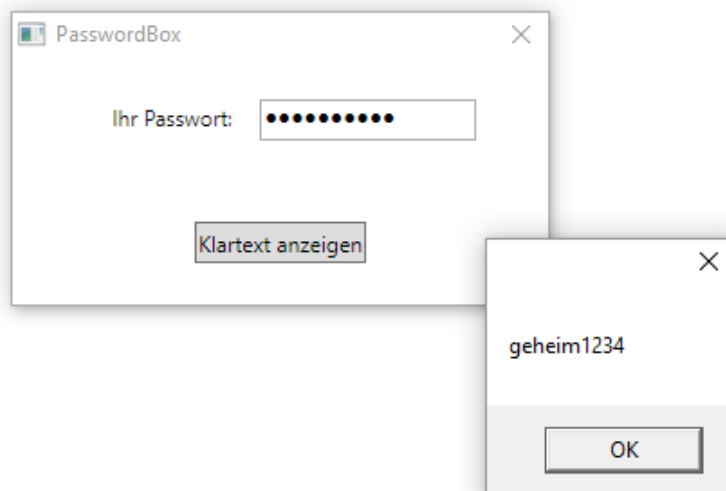 PasswordBox
Ihr Passwort: ••••••••••
Klartext anzeigen
geheim1234
OK